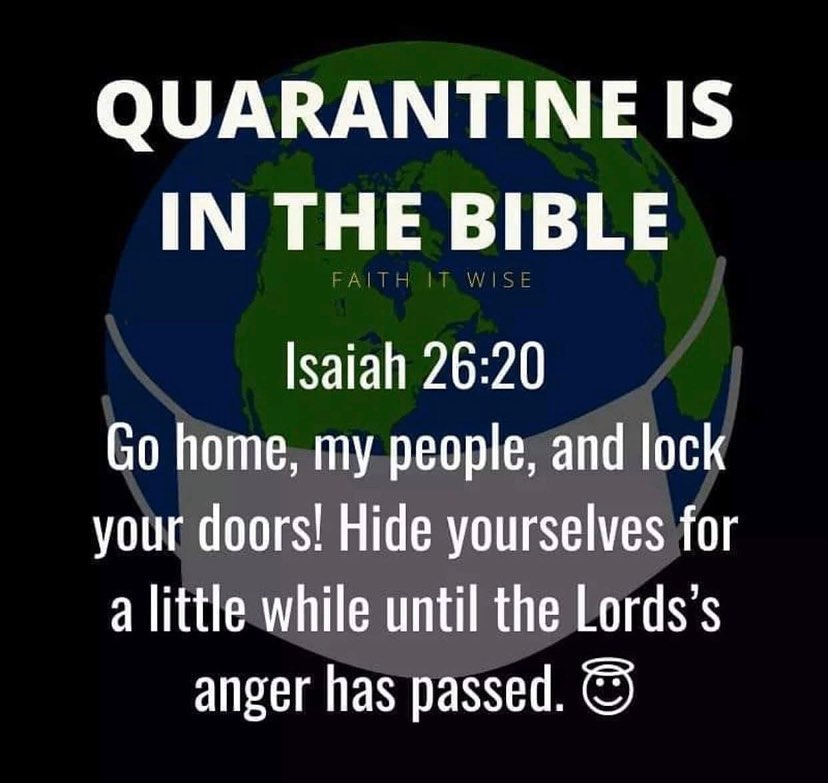 QUARANTINE IS
IN THE BIBLE
FAITH IT WISE
Isaiah 26:20
Go home, my people, and lock
your doors! Hide yourselves for
a little while until the Lords’s
anger has passed. 😇